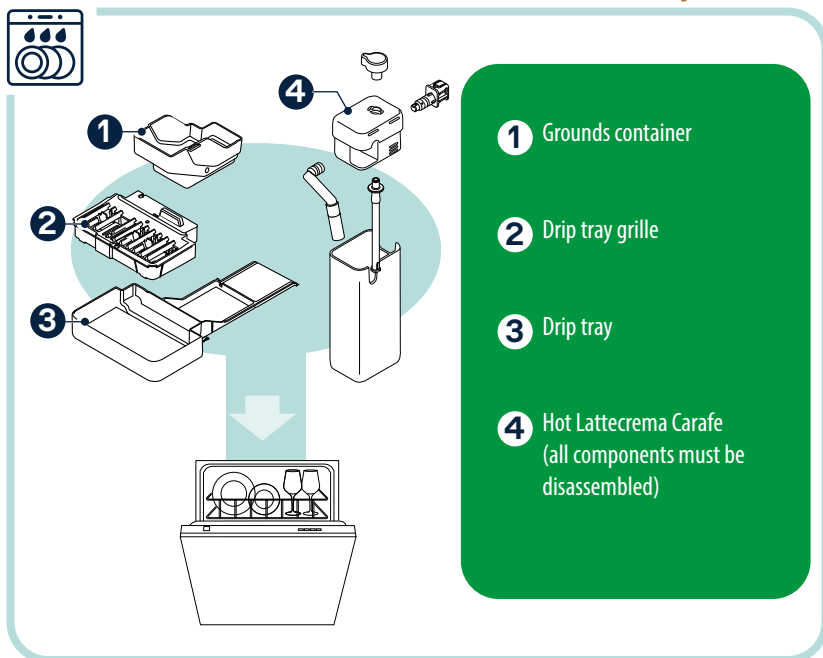 1
2
3
4
1 Grounds container
2 Drip tray grille
3 Drip tray
4 Hot Lattecrema Carafe
(all components must be
disassembled)